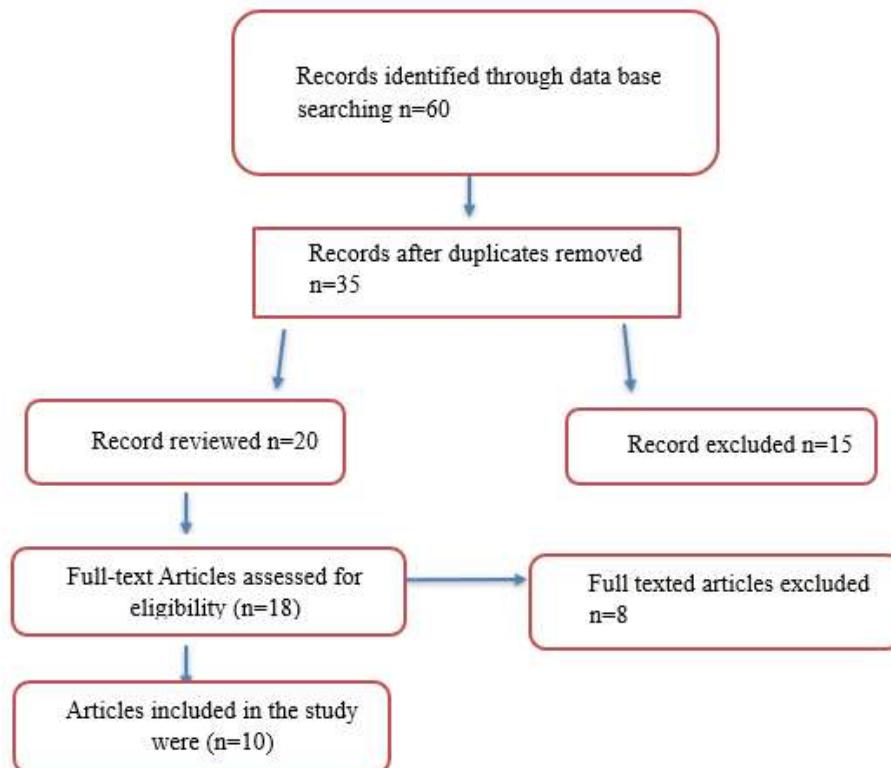 Records identified through data base
searching n=60
Records after duplicates removed
n=35
Record reviewed n=20
Record excluded n=15
Full-text Articles assessed for
eligibility (n=18)
Full texted articles excluded
n=8
Articles included in the study
were (n=10)